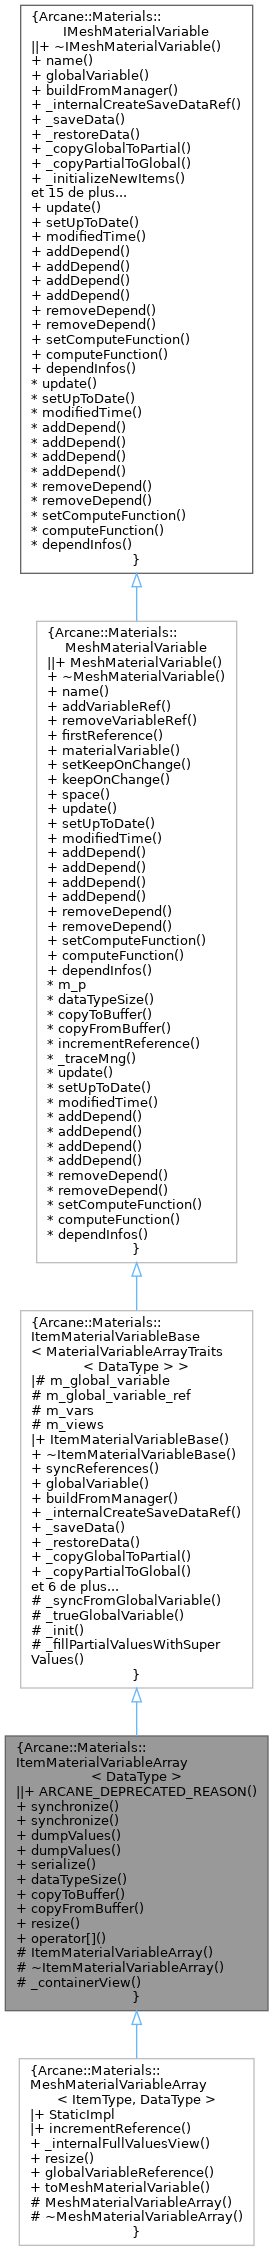 {Arcane::Materials::
IMeshMaterialVariable
||+ ~IMeshMaterialVariable()
+ name()
+ globalVariable()
+ buildFromManager()
+ _internalCreateSaveDataRef()
+ _saveData()
+ _restoreData()
+ _copyGlobalToPartial()
+ _copyPartialToGlobal()
+ _initializeNewItems()
et 15 de plus...
+ update()
+ setUpToDate()
+ modifiedTime()
+ addDepend()
+ addDepend()
+ addDepend()
+ addDepend()
+ removeDepend()
+ removeDepend()
+ setComputeFunction()
+ computeFunction()
+ dependInfos()
* update()
* setUpToDate()
* modifiedTime()
* addDepend()
* addDepend()
* addDepend()
* addDepend()
* removeDepend()
* removeDepend()
* setComputeFunction()
* computeFunction()
* dependInfos()
}
{Arcane::Materials::
MeshMaterialVariable
||+ MeshMaterialVariable()
+ ~MeshMaterialVariable()
+ name()
+ addVariableRef()
+ removeVariableRef()
+ firstReference()
+ materialVariable()
+ setKeepOnChange()
+ keepOnChange()
+ space()
+ update()
+ setUpToDate()
+ modifiedTime()
+ addDepend()
+ addDepend()
+ addDepend()
+ addDepend()
+ removeDepend()
+ removeDepend()
+ setComputeFunction()
+ computeFunction()
+ dependInfos()
* m_p
* dataTypeSize()
* copyToBuffer()
* copyFromBuffer()
* incrementReference()
* _traceMng()
* update()
* setUpToDate()
* modifiedTime()
* addDepend()
* addDepend()
* addDepend()
* addDepend()
* removeDepend()
* removeDepend()
* setComputeFunction()
* computeFunction()
* dependInfos()
}
{Arcane::Materials::
ItemMaterialVariableBase
< MaterialVariableArrayTraits
< DataType > >
|# m_global_variable
# m_global_variable_ref
# m_vars
# m_views
|+ ItemMaterialVariableBase()
+ ~ItemMaterialVariableBase()
+ syncReferences()
+ globalVariable()
+ buildFromManager()
+ _internalCreateSaveDataRef()
+ _saveData()
+ _restoreData()
+ _copyGlobalToPartial()
+ _copyPartialToGlobal()
et 6 de plus...
# _syncFromGlobalVariable()
# _trueGlobalVariable()
# _init()
# _fillPartialValuesWithSuper
Values()
}
{Arcane::Materials::
ItemMaterialVariableArray
< DataType >
||+ ARCANE_DEPRECATED_REASON()
+ synchronize()
+ synchronize()
+ dumpValues()
+ dumpValues()
+ serialize()
+ dataTypeSize()
+ copyToBuffer()
+ copyFromBuffer()
+ resize()
+ operator[]()
# ItemMaterialVariableArray()
# ~ItemMaterialVariableArray()
# _containerView()
}
{Arcane::Materials::
MeshMaterialVariableArray
< ItemType, DataType >
|+ StaticImpl
|+ incrementReference()
+ _internalFullValuesView()
+ resize()
+ globalVariableReference()
+ toMeshMaterialVariable()
# MeshMaterialVariableArray()
# ~MeshMaterialVariableArray()
}